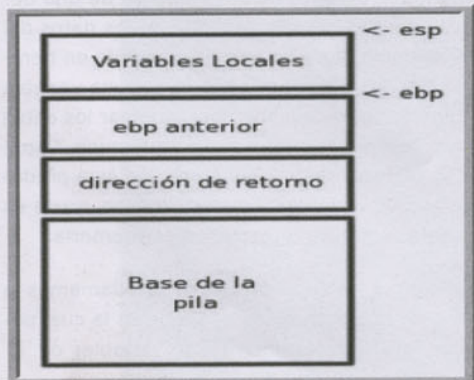 <- esp
Variables Locales
<- ebp
ebp anterior
dirección de retorno
Base de la
pila